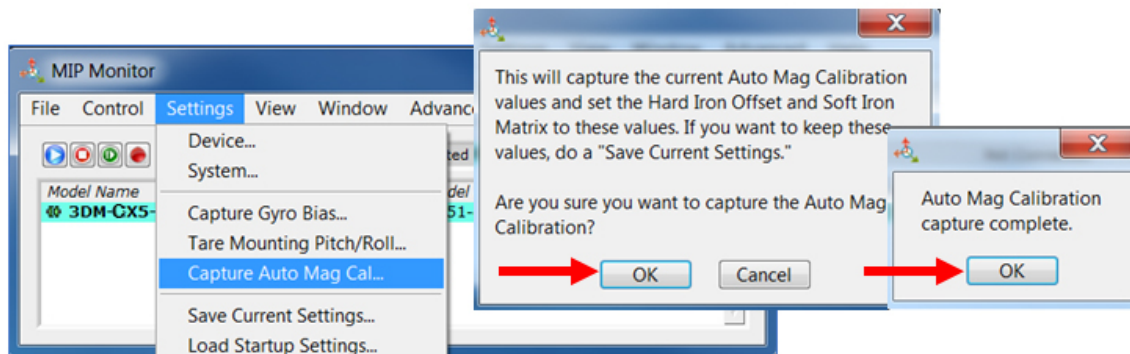 MIP Monitor
File Control Settings View Window Advanc
Device...
System...
ted
Model Name
del
3DM-GX5-
51-
Capture Gyro Bias...
Tare Mounting Pitch/Roll...
Capture Auto Mag Cal...
Save Current Settings...
Load Startup Settings...
This will capture the current Auto Mag Calibration
values and set the Hard Iron Offset and Soft Iron
Matrix to these values. If you want to keep these
values, do a "Save Current Settings."
Are you sure you want to capture the Auto Mag
Calibration?
OK Cancel
Auto Mag Calibration
capture complete.
OK